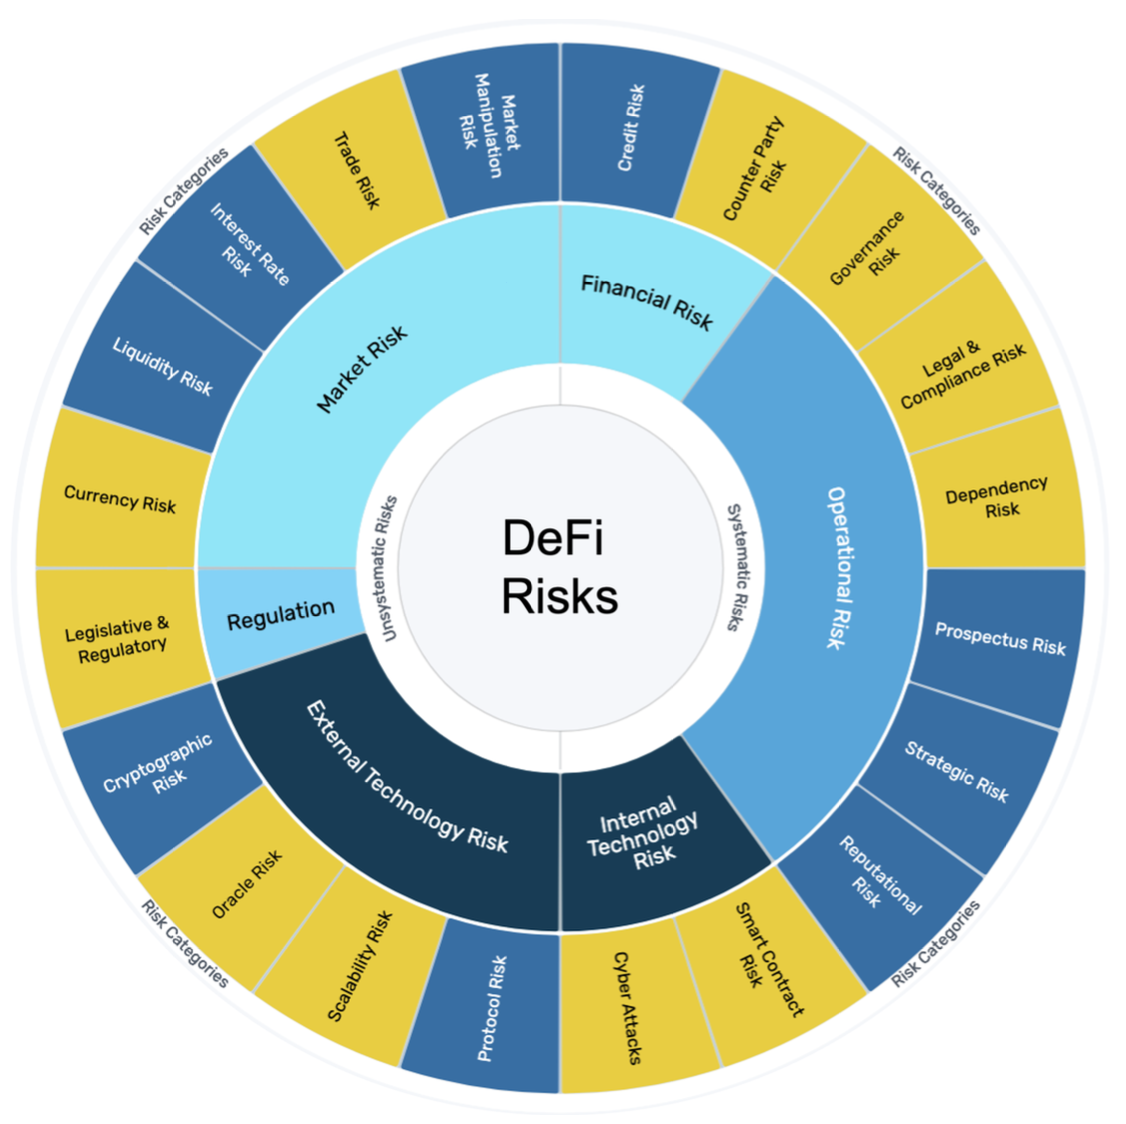 DeFi
Risks
Systematic Risks
Unsystematic Risks
Financial Risk
Operational Risk
Internal
Technology
Risk
External Technology Risk
Regulation
Market Risk
Credit Risk
Counter Party
Risk
Governance
Risk
Legal &
Compliance Risk
Dependency
Risk
Prospectus Risk
Strategic Risk
Reputational
Risk
Smart Contract
Risk
Cyber Attacks
Protocol Risk
Scalability Risk
Oracle Risk
Cryptographic
Risk
Legislative &
Regulatory
Currency Risk
Liquidity Risk
Interest Rate
Risk
Trade Risk
Market
Manipulation
Risk
Risk Categories
Risk Categories
Risk Categories
Risk Categories